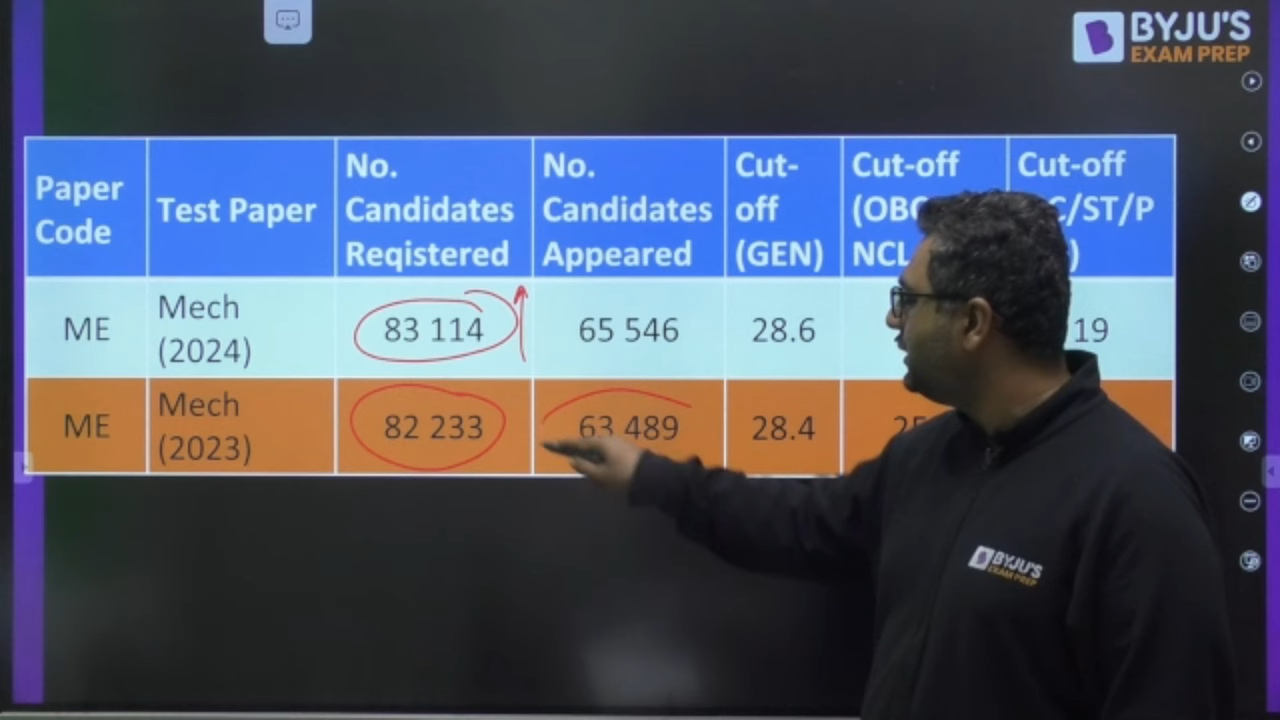 BYJU'S
EXAM PREP
Paper Code
Test Paper
No. Candidates Registered
No. Candidates Appeared
Cut-off (GEN)
Cut-off
NCL
Cut-off
C/ST/P
)
ME
Mech (2024)
83 114
65 546
28.6
19
ME
Mech (2023)
82 233
63 489
28.4
BYJU'S
EXAM PREP